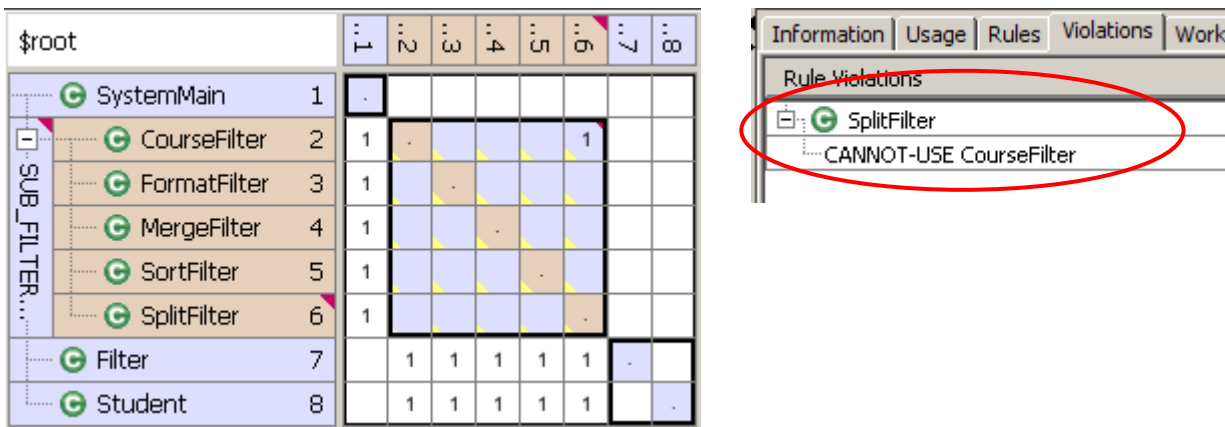 $root
..1 ..2 ..3 ..4 ..5 ..6 ..7 ..8
SystemMain 1 .
SUB_FILTER...
CourseFilter 2 1 . 1
FormatFilter 3 1 .
MergeFilter 4 1 .
SortFilter 5 1 .
SplitFilter 6 1 .
Filter 7 1 1 1 1 1 .
Student 8 1 1 1 1 1 .
Information Usage Rules Violations Work
Rule Violations
SplitFilter
CANNOT-USE CourseFilter